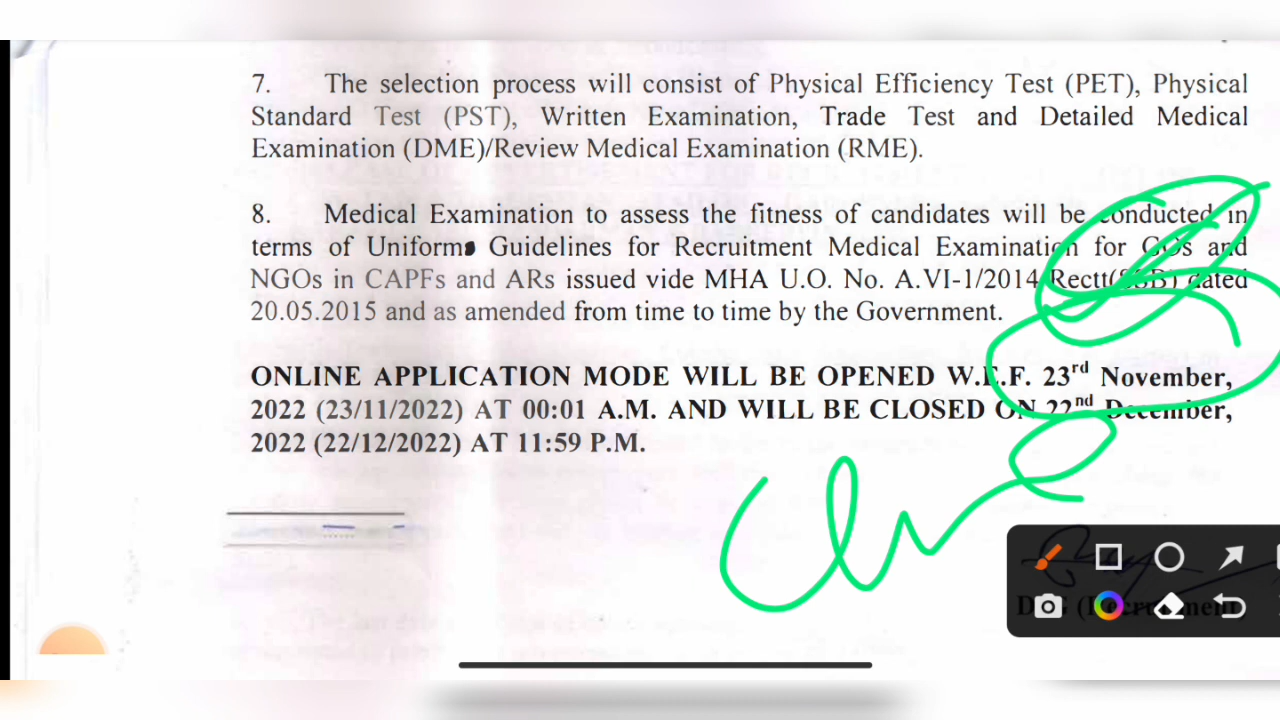 7. The selection process will consist of Physical Efficiency Test (PET), Physical
Standard Test (PST), Written Examination, Trade Test and Detailed Medical
Examination (DME)/Review Medical Examination (RME).
8. Medical Examination to assess the fitness of candidates will be conducted in
terms of Uniforms Guidelines for Recruitment Medical Examination for GOs and
NGOs in CAPFs and ARs issued vide MHA U.O. No. A.VI-1/2014-Rectt(SSB) dated
20.05.2015 and as amended from time to time by the Government.
ONLINE APPLICATION MODE WILL BE OPENED W.E.F. 23rd November,
2022 (23/11/2022) AT 00:01 A.M. AND WILL BE CLOSED ON 22nd December,
2022 (22/12/2022) AT 11:59 P.M.